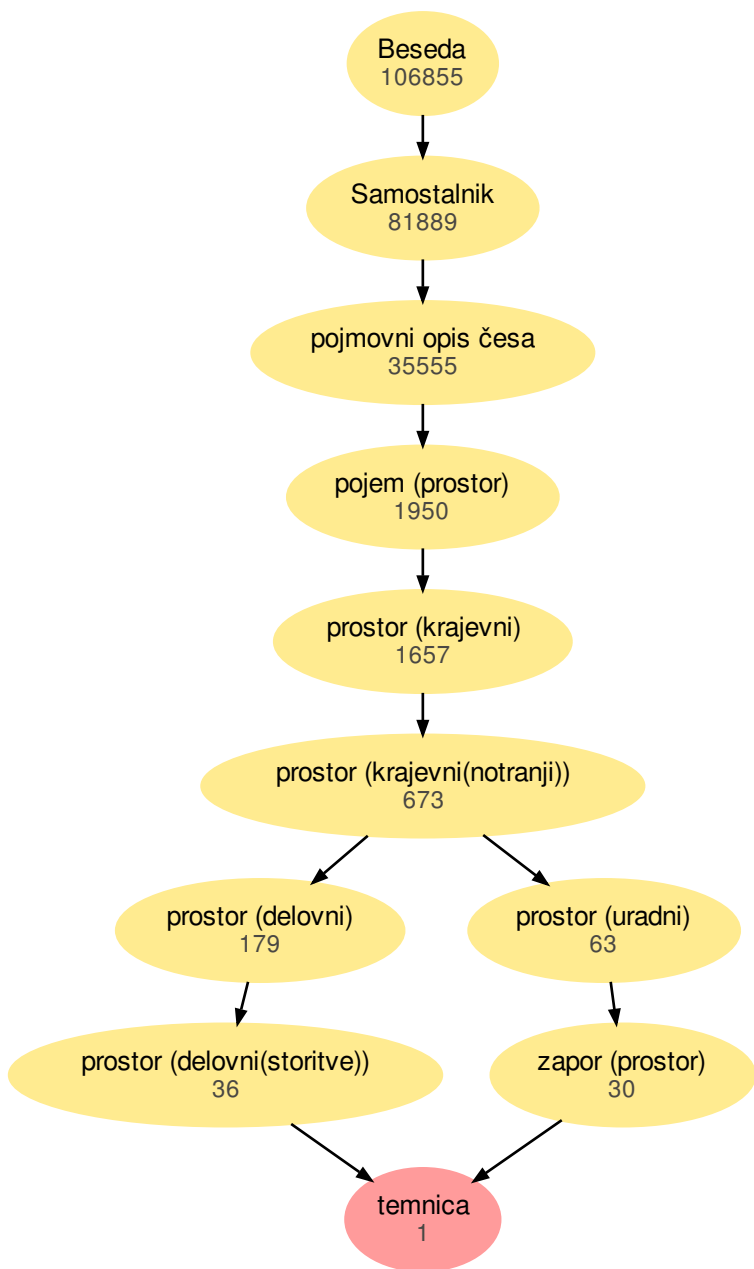 Beseda
106855
Samostalnik
81889
pojmovni opis česa
35555
pojem (prostor)
1950
prostor (krajevni)
1657
prostor (krajevni(notranji))
673
prostor (delovni)
179
prostor (uradni)
63
prostor (delovni(storitve))
36
zapor (prostor)
30
temnica
1